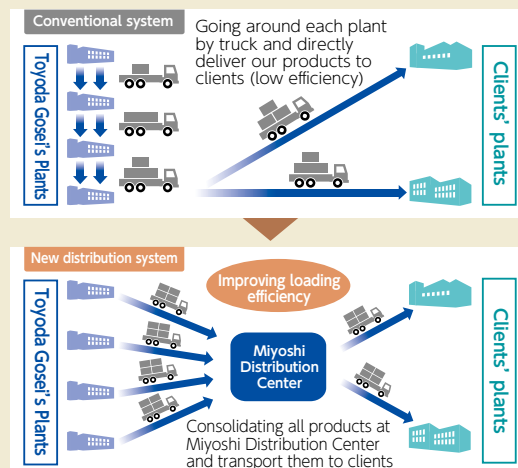 Conventional system
Toyoda Gosei's Plants
Going around each plant
by truck and directly
deliver our products to
clients (low efficiency)
Clients' plants
New distribution system
Toyoda Gosei's Plants
Improving loading
efficiency
Miyoshi
Distribution
Center
Clients' plants
Consolidating all products at
Miyoshi Distribution Center
and transport them to clients